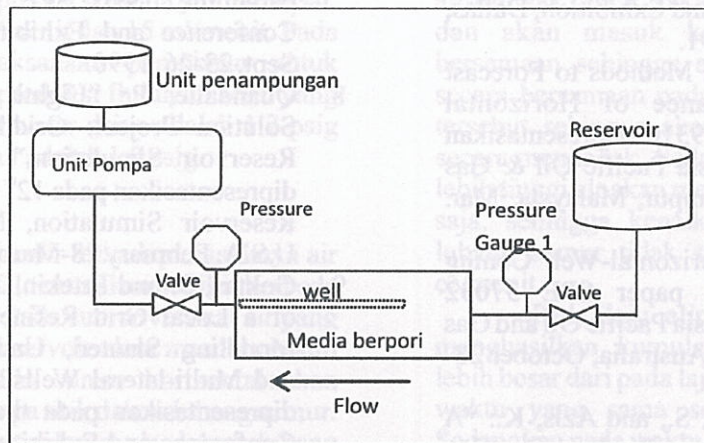 Unit penampungan
Reservoir
Unit Pompa
Pressure
Pressure
Gauge 1
Valve
well
Valve
Media berpori
Flow